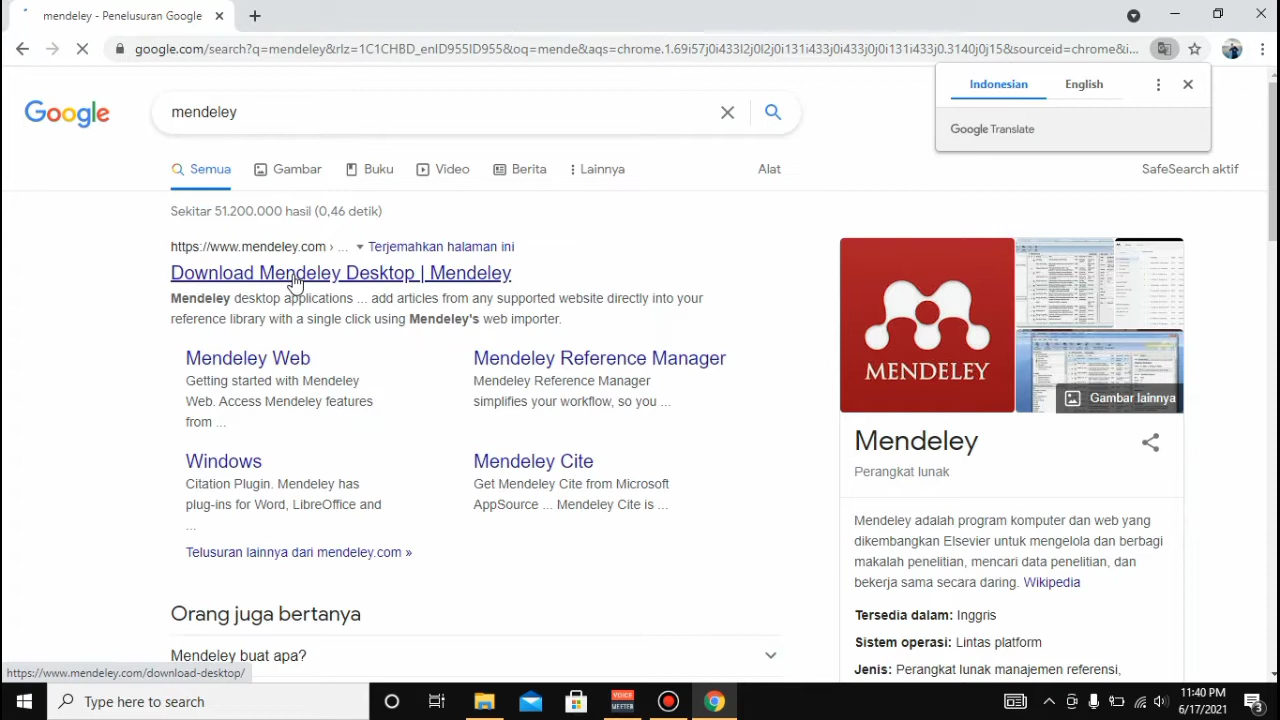 mendeley - Penelusuran Google
google.com/search?q=mendeley&rlz=1C1CHBD_enID955ID955&oq=mende&aqs=chrome.1.69i57j0i433l2j0l2j0i131i433j0i433j0j0i131i433j0.3140j0j15&sourceid=chrome&i...
Indonesian English
Google Translate
Google
mendeley
Semua Gambar Buku Video Berita Lainnya Alat SafeSearch aktif
Sekitar 51.200.000 hasil (0,46 detik)
https://www.mendeley.com › ... Terjemahkan halaman ini
Download Mendeley Desktop | Mendeley
Mendeley desktop applications ... add articles from any supported website directly into your
reference library with a single click using Mendeley's web importer.
Mendeley Web
Getting started with Mendeley
Web. Access Mendeley features
from ...
Mendeley Reference Manager
Mendeley Reference Manager
simplifies your workflow, so you ...
Windows
Citation Plugin. Mendeley has
plug-ins for Word, LibreOffice and
...
Mendeley Cite
Get Mendeley Cite from Microsoft
AppSource ... Mendeley Cite is ...
Telusuran lainnya dari mendeley.com »
Orang juga bertanya
Mendeley buat apa?
MENDELEY
Gambar lainnya
Mendeley
Perangkat lunak
Mendeley adalah program komputer dan web yang
dikembangkan Elsevier untuk mengelola dan berbagi
makalah penelitian, mencari data penelitian, dan
bekerja sama secara daring. Wikipedia
Tersedia dalam: Inggris
Sistem operasi: Lintas platform
Jenis: Perangkat lunak manajemen referensi,
https://www.mendeley.com/download-desktop/
Type here to search
VOICE
MEETER
11:40 PM
6/17/2021
3